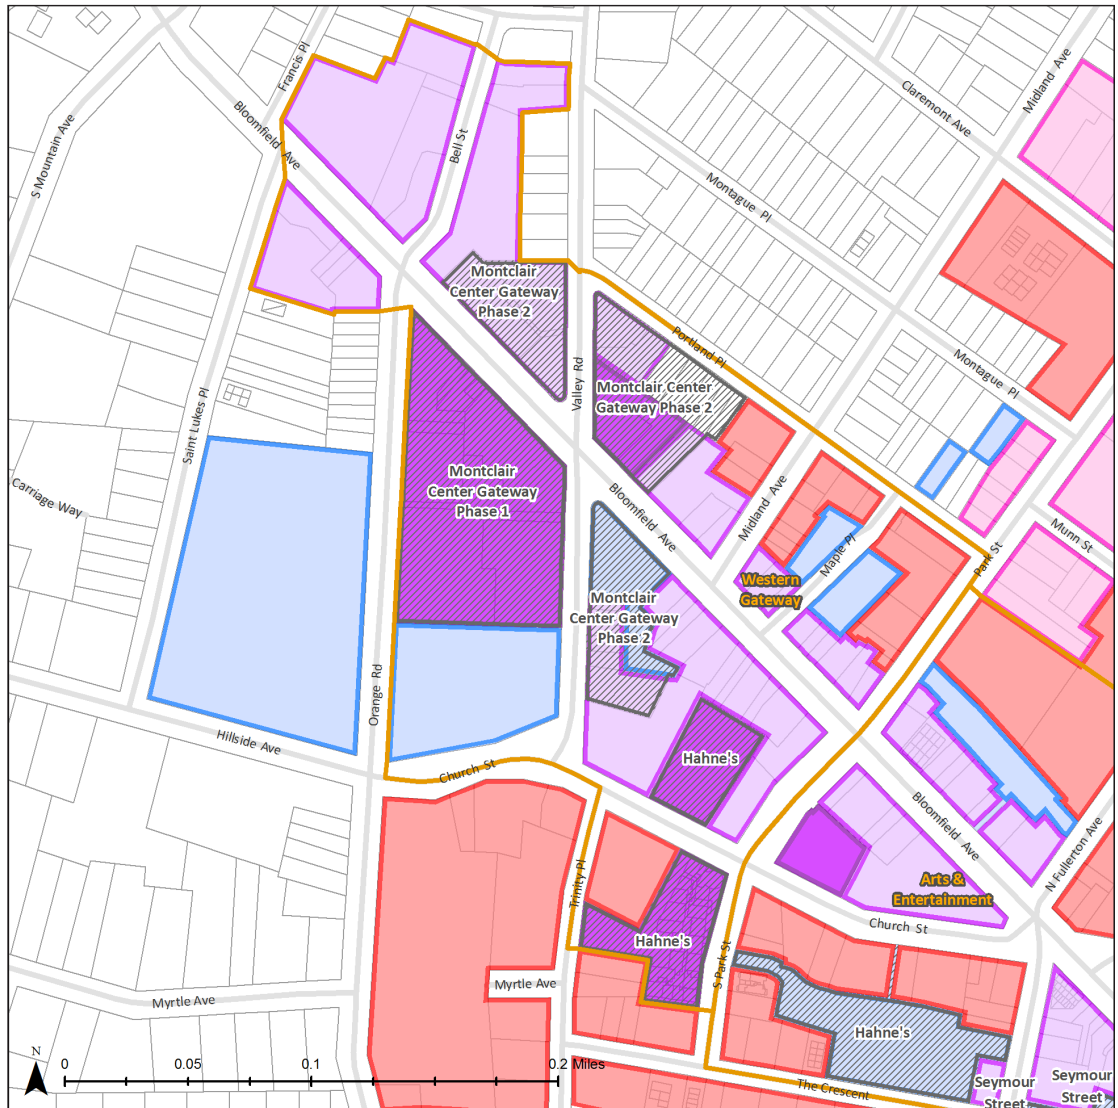 Francis Pl
Midland Ave
Claremont Ave
Bloomfield Ave
S Mountain Ave
Bell St
Montague Pl
Montclair
Center Gateway
Phase 2
Portland Pl
Montague Pl
Valley Rd
Montclair Center
Gateway Phase 2
Saint Lukes Pl
Carriage Way
Montclair
Center Gateway
Phase 1
Bloomfield Ave
Midland Ave
Munn St
Maple Pl
Park St
Western
Gateway
Montclair
Center Gateway
Phase 2
Orange Rd
Hillside Ave
Church St
Hahne's
Bloomfield Ave
N Fullerton Ave
Trinity Pl
Arts &
Entertainment
Church St
Hahne's
S Park St
Myrtle Ave
Myrtle Ave
Hahne's
N
0
0.05
0.1
0.2 Miles
The Crescent
Seymour
Street
Seymour
Street